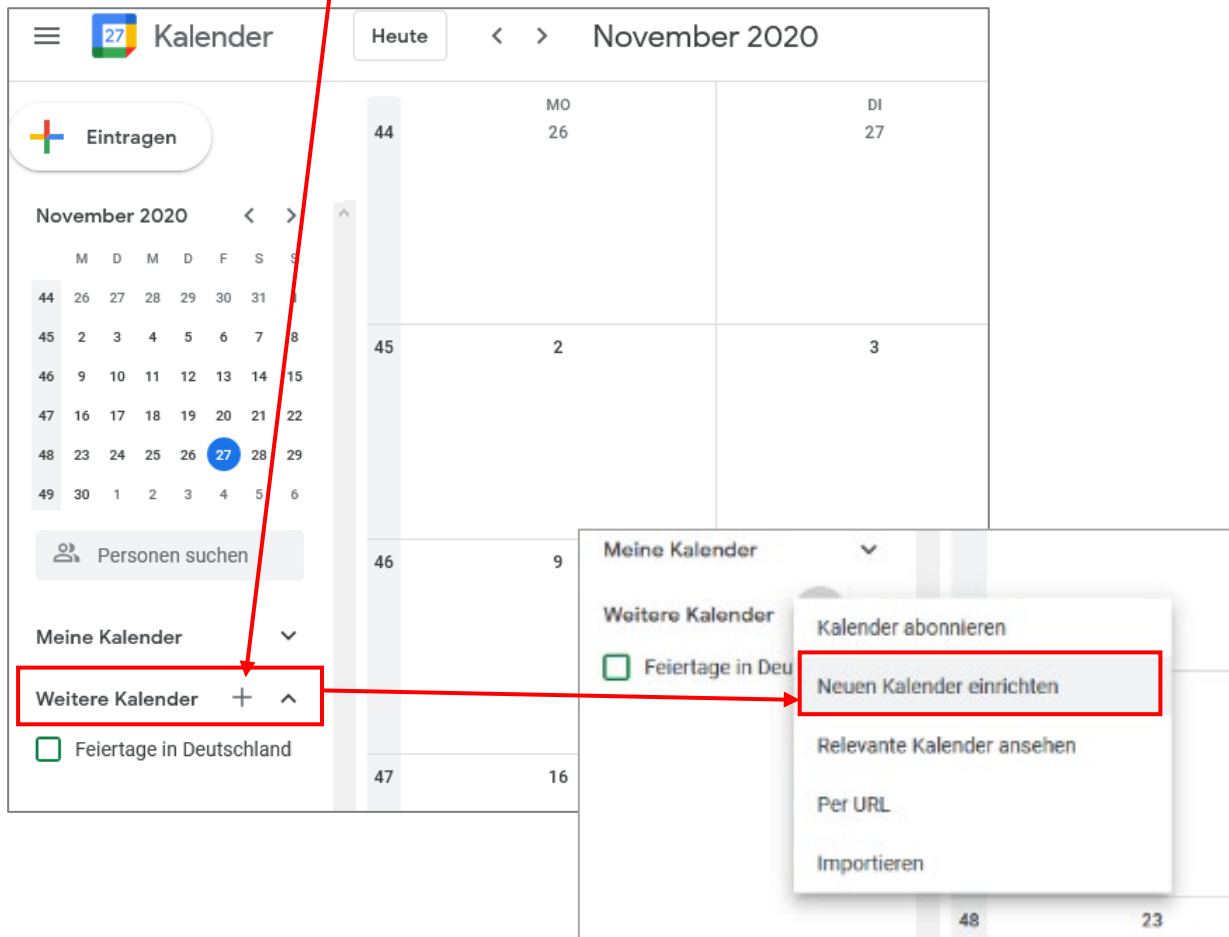 27 Kalender Heute November 2020
Eintragen
November 2020
M D M D F S S
44 26 27 28 29 30 31
45 2 3 4 5 6 7 8
46 9 10 11 12 13 14 15
47 16 17 18 19 20 21 22
48 23 24 25 26 27 28 29
49 30 1 2 3 4 5 6
Personen suchen
Meine Kalender
Weitere Kalender
Feiertage in Deutschland
MO DI
44 26 27
45 2 3
46 9
47 16
Meine Kalender
Weitere Kalender
Feiertage in Deu
Kalender abonnieren
Neuen Kalender einrichten
Relevante Kalender ansehen
Per URL
Importieren
48 23